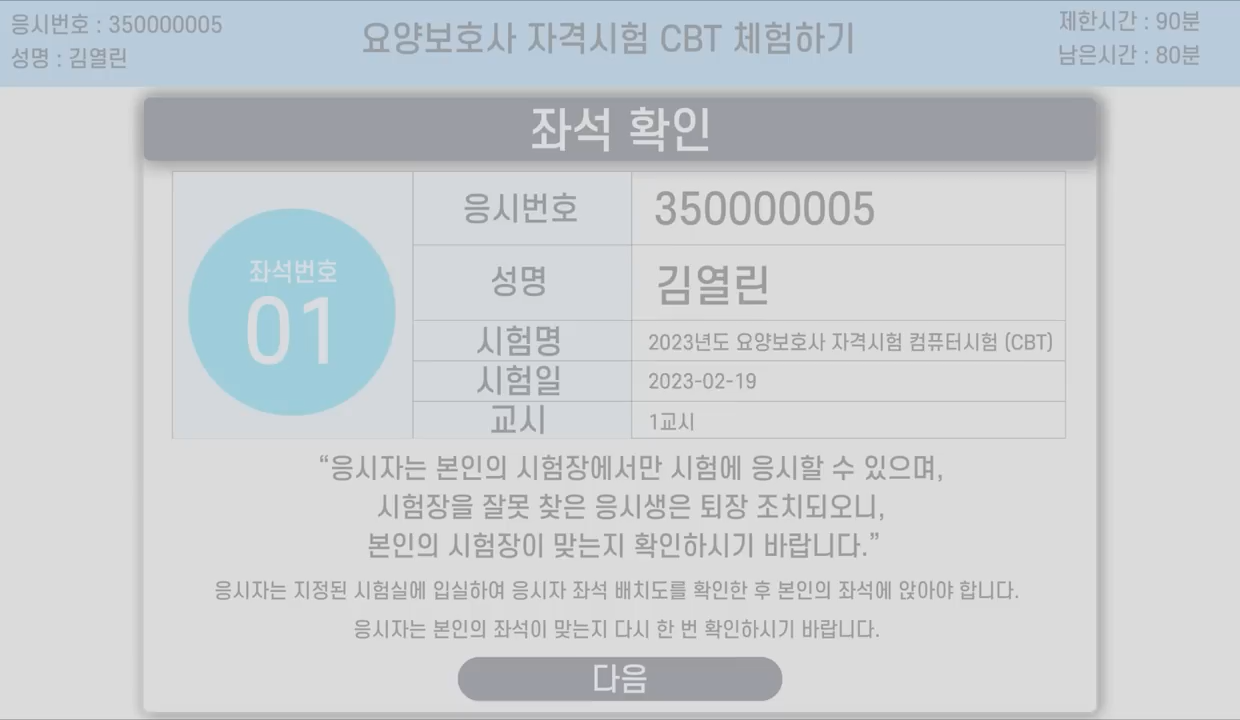 응시번호 : 350000005
성명 : 김열린
요양보호사 자격시험 CBT 체험하기
제한시간 : 90분
남은시간 : 80분
좌석 확인
좌석번호
01
응시번호 350000005
성명 김열린
시험명 2023년도 요양보호사 자격시험 컴퓨터시험 (CBT)
시험일 2023-02-19
교시 1교시
“응시자는 본인의 시험장에서만 시험에 응시할 수 있으며,
시험장을 잘못 찾은 응시생은 퇴장 조치되오니,
본인의 시험장이 맞는지 확인하시기 바랍니다.”
응시자는 지정된 시험실에 입실하여 응시자 좌석 배치도를 확인한 후 본인의 좌석에 앉아야 합니다.
응시자는 본인의 좌석이 맞는지 다시 한 번 확인하시기 바랍니다.
다음